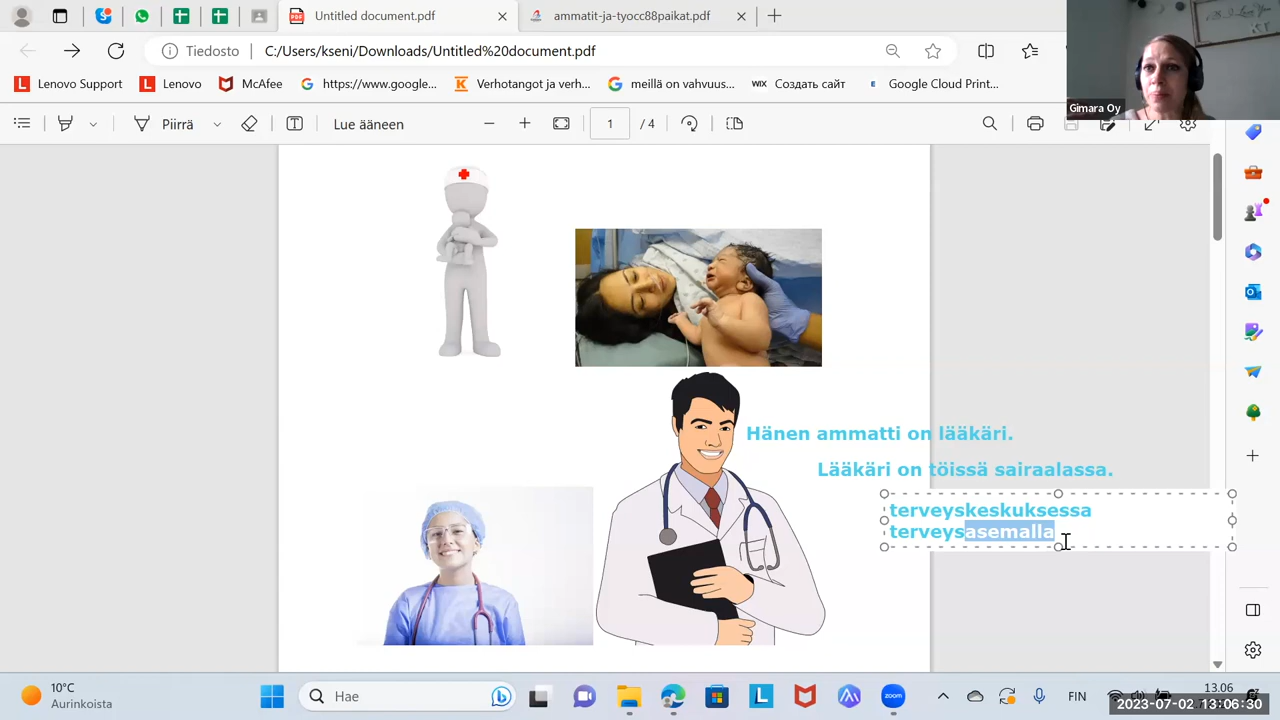 Untitled document.pdf
ammatit-ja-tyocc88paikat.pdf
Tiedosto
C:/Users/kseni/Downloads/Untitled%20document.pdf
Lenovo Support
Lenovo
McAfee
https://www.google...
Verhotangot ja verh...
meillä on vahvuus...
WIX Создать сайт
Google Cloud Print...
Gimara Oy
Piirrä
Lue ääneen
1 / 4
Hänen ammatti on lääkäri.
Lääkäri on töissä sairaalassa.
terveyskeskuksessa
terveysasemalla
10°C
Aurinkoista
Hae
FIN
13.06
2023-07-02 13:06:30